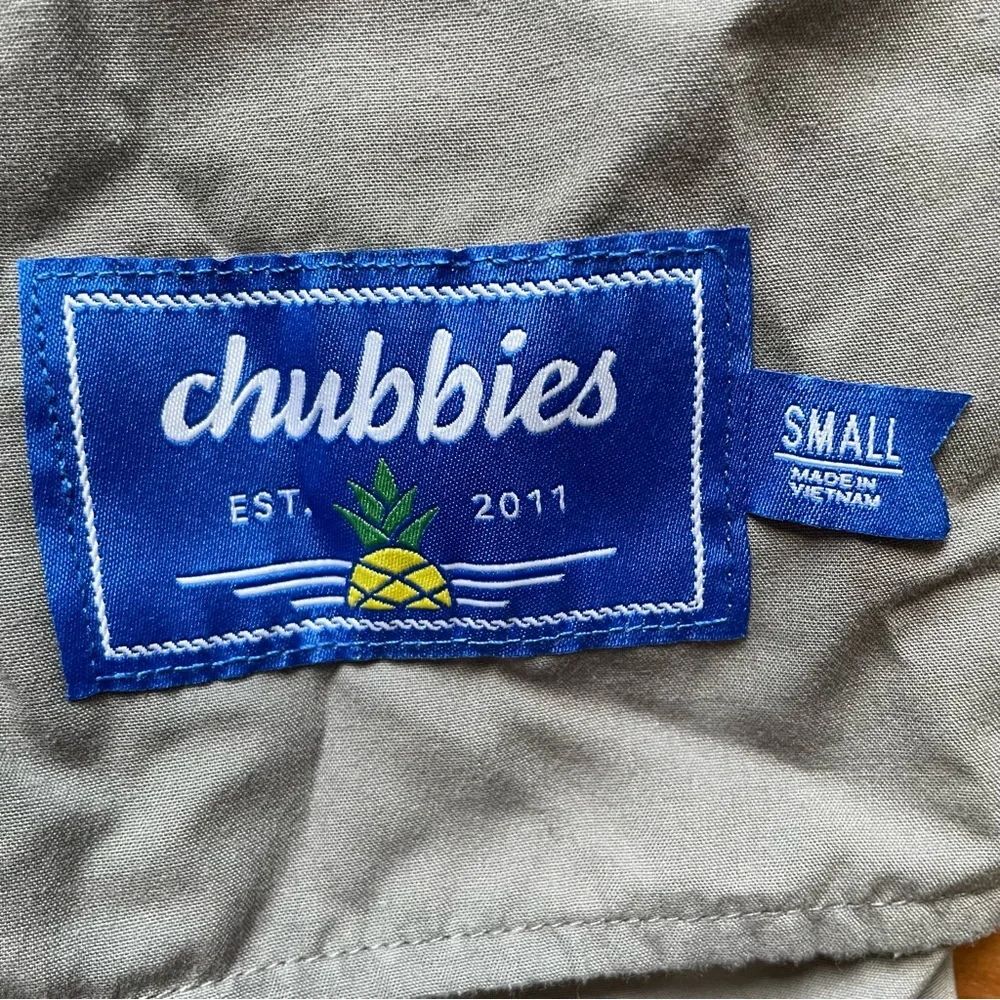 chubbies
EST. 2011
SMALL
MADE IN
VIETNAM